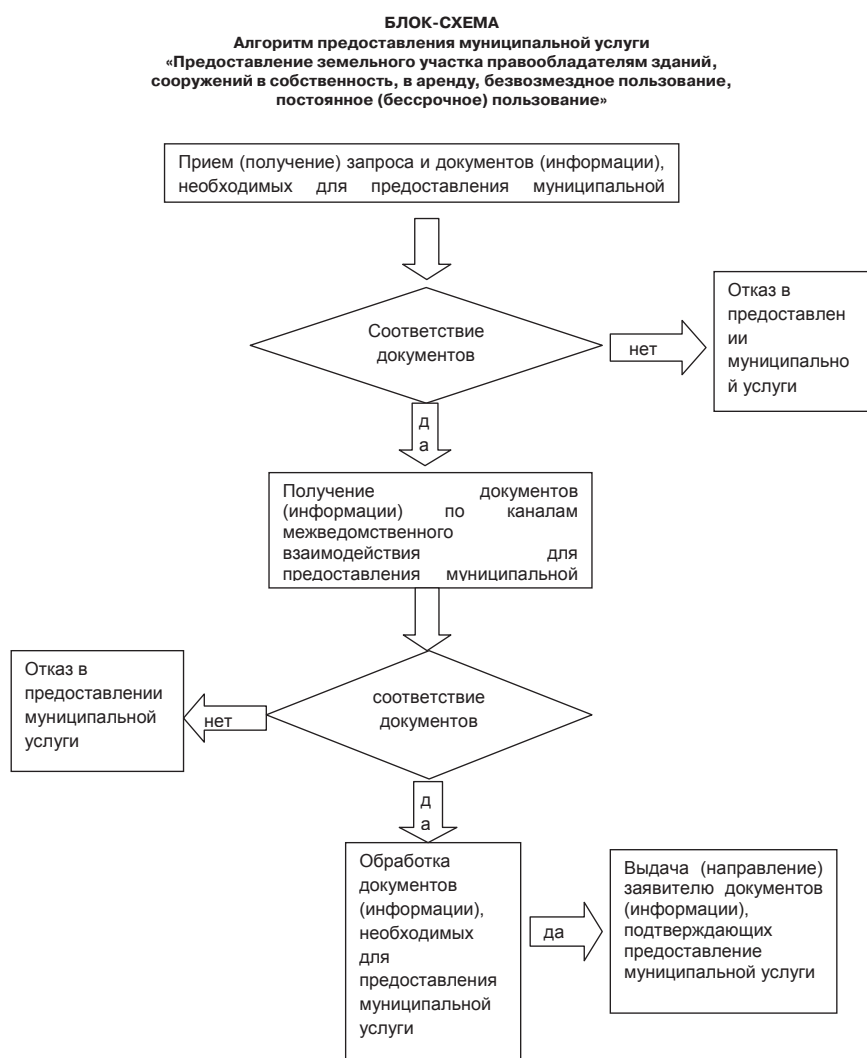 БЛОК-СХЕМА
Алгоритм предоставления муниципальной услуги
«Предоставление земельного участка правообладателям зданий,
сооружений в собственность, в аренду, безвозмездное пользование,
постоянное (бессрочное) пользование»
Прием (получение) запроса и документов (информации),
необходимых для предоставления муниципальной
Соответствие
документов
нет
Отказ в
предоставлен
ии
муниципально
й услуги
д
а
Получение документов
(информации) по каналам
межведомственного
взаимодействия для
предоставления муниципальной
соответствие
документов
нет
Отказ в
предоставлении
муниципальной
услуги
д
а
Обработка
документов
(информации),
необходимых
для
предоставления
муниципальной
услуги
да
Выдача (направление)
заявителю документов
(информации),
подтверждающих
предоставление
муниципальной услуги